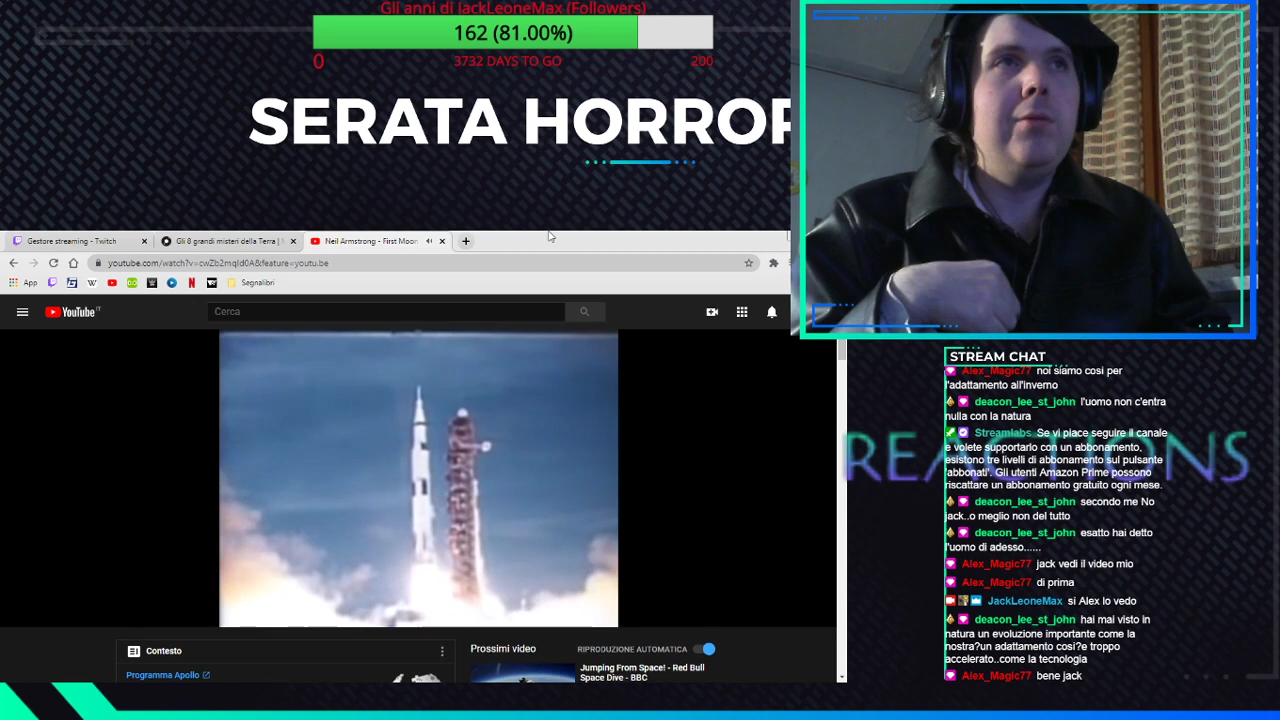 Gli anni di JackLeoneMax (Followers)
162 (81.00%)
0
3732 DAYS TO GO
200
SERATA HORROR
Gestore streaming - Twitch
Gli 8 grandi misteri della Terra |
Neil Armstrong - First Moon
youtube.com/watch?v=cwZb2mqId0A&feature=youtu.be
App
Segnalibri
YouTube IT
Cerca
Contesto
Programma Apollo
Prossimi video
RIPRODUZIONE AUTOMATICA
Jumping From Space! - Red Bull
Space Dive - BBC
STREAM CHAT
REACTIONS
Alex_Magic77 noi siamo cosi per
l'adattamento all'inverno
deacon_lee_st_john l'uomo non c'entra
nulla con la natura
Streamlabs Se vi piace seguire il canale
e volete supportarlo con un abbonamento,
esistono tre livelli di abbonamento sul pulsante
'abbonati'. Gli utenti Amazon Prime possono
riscattare un abbonamento gratuito ogni mese.
deacon_lee_st_john secondo me No
jack..o meglio non del tutto
deacon_lee_st_john esatto hai detto
l'uomo di adesso......
Alex_Magic77 jack vedi il video mio
Alex_Magic77 di prima
JackLeoneMax si Alex lo vedo
deacon_lee_st_john hai mai visto in
natura un evoluzione importante come la
nostra?un adattamento cosi?e troppo
accelerato..come la tecnologia
Alex_Magic77 bene jack